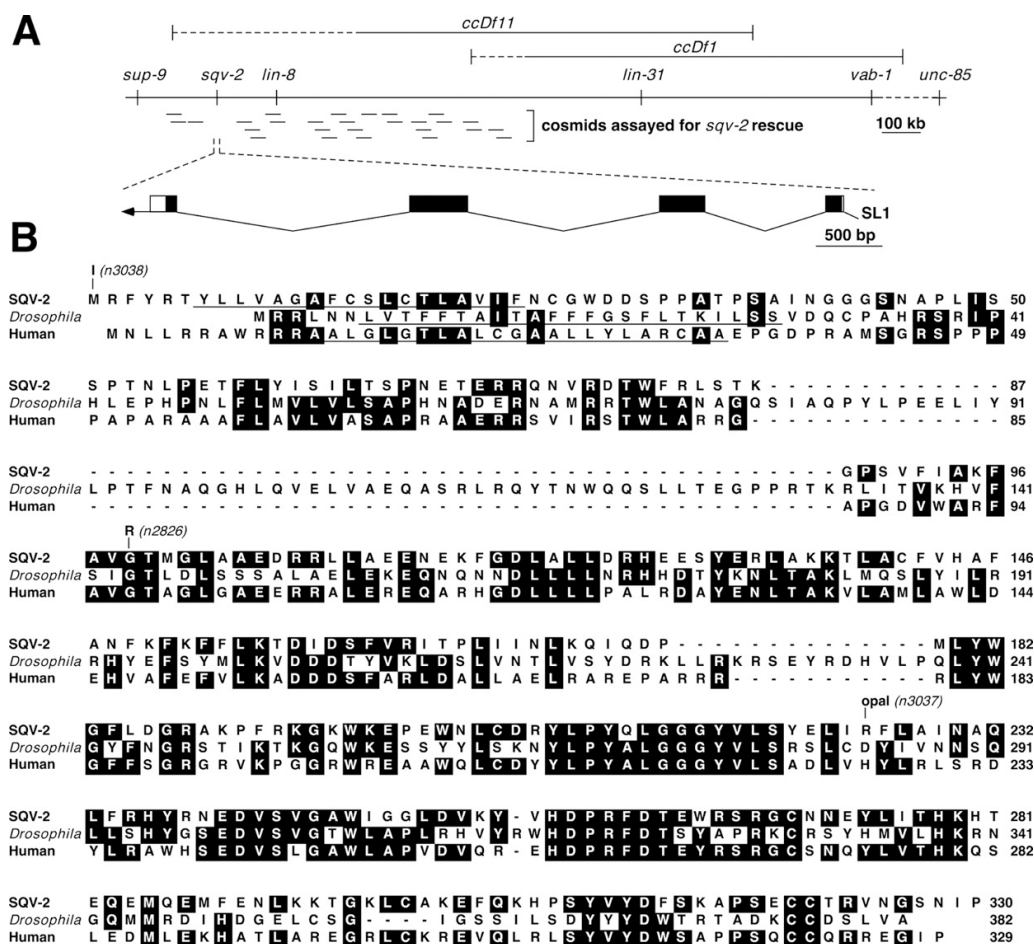 A
ccDf11
ccDf1
sup-9 sqv-2 lin-8 lin-31 vab-1 unc-85
cosmids assayed for sqv-2 rescue
100 kb
SL1
500 bp
B
I (n3038)
SQV-2 M R F Y R T Y L L V A G A F C S L C T L A V I F N C G W D D S P P A T P S A I N G G G S N A P L I S 50
Drosophila M R R L N N L V T F F T A I T A F F F G S F L T K I L S S V D Q C P A H R S R I P 41
Human M N L L R R A W R R R A A L G L G T L A L C G A A L L Y L A R C A A E P G D P R A M S G R S P P P 49
SQV-2 S P T N L P E T F L Y I S I L T S P N E T E R R Q N V R D T W F R L S T K - - - - - - - - - - - - - 87
Drosophila H L E P H P N L F L M V L V L S A P H N A D E R N A M R R T W L A N A G Q S I A Q P Y L P E E L I Y 91
Human P A P A R A A A F L A V L V A S A P R A A E R R S V I R S T W L A R R G - - - - - - - - - - - - - - 85
SQV-2 - - - - - - - - - - - - - - - - - - - - - - - - - - - - - - - - - - - - - - - - - G P S V F I A K F 96
Drosophila L P T F N A Q G H L Q V E L V A E Q A S R L R Q Y T N W Q Q S L L T E G P P R T K R L I T V K H V F 141
Human - - - - - - - - - - - - - - - - - - - - - - - - - - - - - - - - - - - - - - - - - A P G D V W A R F 94
R (n2826)
SQV-2 A V G T M G L A A E D R R L L A E E N E K F G D L A L L D R H E E S Y E R L A K K T L A C F V H A F 146
Drosophila S I G T L D L S S S A L A E L E K E Q N Q N N D L L L L N R H H D T Y K N L T A K L M Q S L Y I L R 191
Human A V G T A G L G A E E R R A L E R E Q A R H G D L L L L P A L R D A Y E N L T A K V L A M L A W L D 144
SQV-2 A N F K F K F F L K T D I D S F V R I T P L I I N L K Q I Q D P - - - - - - - - - - - - - - M L Y W 182
Drosophila R H Y E F S Y M L K V D D D T Y V K L D S L V N T L V S Y D R K L L R K R S E Y R D H V L P Q L Y W 241
Human E H V A F E F V L K A D D D S F A R L D A L L A E L R A R E P A R R R - - - - - - - - - - - R L Y W 183
opal (n3037)
SQV-2 G F L D G R A K P F R K G K W K E P E W N L C D R Y L P Y Q L G G G Y V L S Y E L I R F L A I N A Q 232
Drosophila G Y F N G R S T I K T K G Q W K E S S Y Y L S K N Y L P Y A L G G G Y V L S R S L C D Y I V N N S Q 291
Human G F F S G R G R V K P G G R W R E A A W Q L C D Y Y L P Y A L G G G Y V L S A D L V H Y L R L S R D 233
SQV-2 L F R H Y R N E D V S V G A W I G G L D V K Y - V H D P R F D T E W R S R G C N N E Y L I T H K H T 281
Drosophila L L S H Y G S E D V S V G T W L A P L R H V Y R W H D P R F D T S Y A P R K C R S Y H M V L H K R N 341
Human Y L R A W H S E D V S L G A W L A P V D V Q R - E H D P R F D T E Y R S R G C S N Q Y L V T H K Q S 282
SQV-2 E Q E M Q E M F E N L K K T G K L C A K E F Q K H P S Y V Y D F S K A P S E C C T R V N G S N I P 330
Drosophila G Q M M R D I H D G E L C S G - - - - I G S S I L S D Y Y Y D W T R T A D K C C D S L V A 382
Human L E D M L E K H A T L A R E G R L C K R E V Q L R L S Y V Y D W S A P P S Q C C Q R R E G I P 329